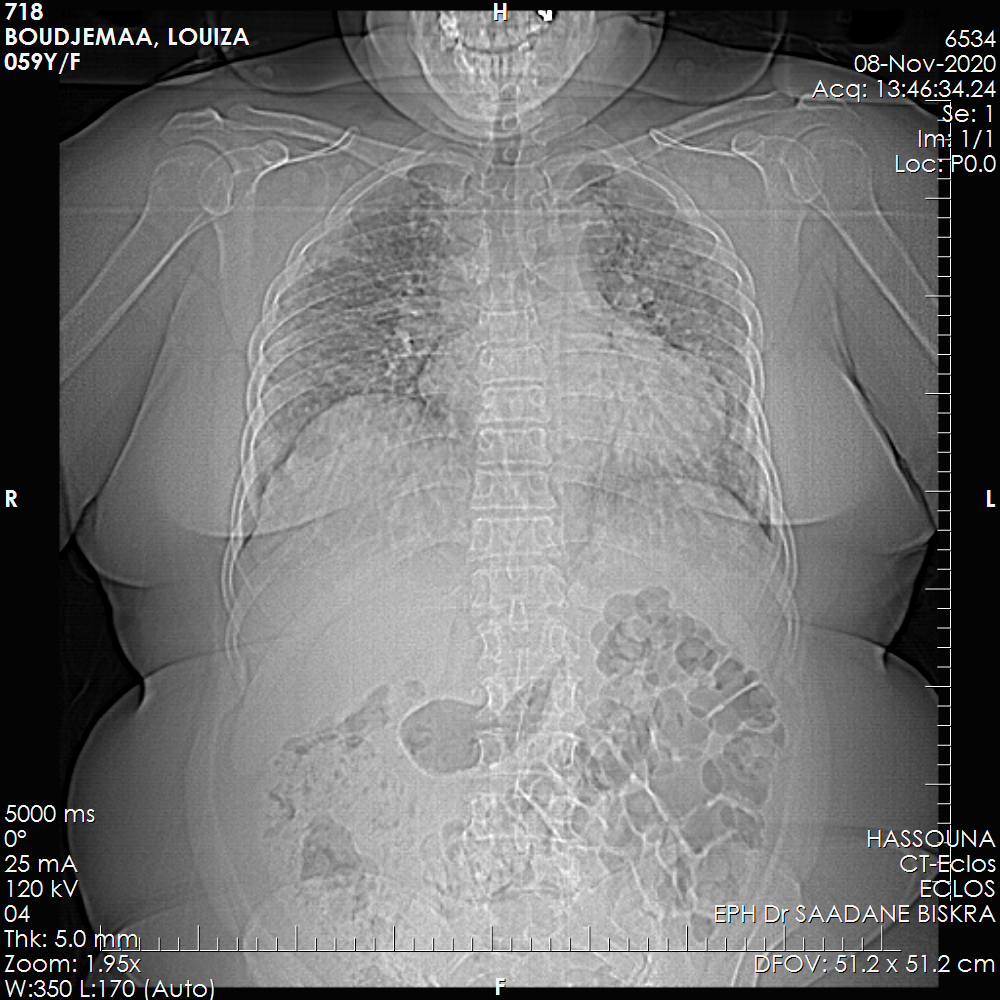 718
BOUDJEMAA, LOUIZA
059Y/F
H
6534
08-Nov-2020
Acq: 13:46:34.24
Se: 1
Im: 1/1
Loc: P0.0
R
L
5000 ms
0°
25 mA
120 kV
04
Thk: 5.0 mm
Zoom: 1.95x
W:350 L:170 (Auto)
F
HASSOUNA
CT-Eclos
ECLOS
EPH Dr SAADANE BISKRA
DFOV: 51.2 x 51.2 cm